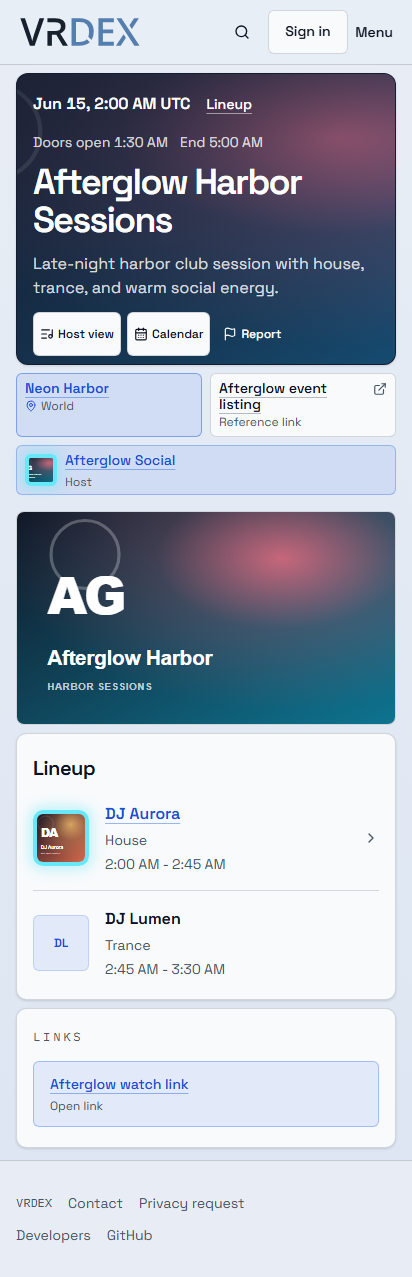 VRDEX
Sign in
Menu
Jun 15, 2:00 AM UTC Lineup
Doors open 1:30 AM End 5:00 AM
Afterglow Harbor
Sessions
Late-night harbor club session with house,
trance, and warm social energy.
Host view
Calendar
Report
Neon Harbor
World
Afterglow event
listing
Reference link
Afterglow Social
Host
AG
Afterglow Harbor
HARBOR SESSIONS
Lineup
DA
DJ Aurora
DJ Aurora
House
2:00 AM - 2:45 AM
DL
DJ Lumen
Trance
2:45 AM - 3:30 AM
LINKS
Afterglow watch link
Open link
VRDEX Contact Privacy request
Developers GitHub